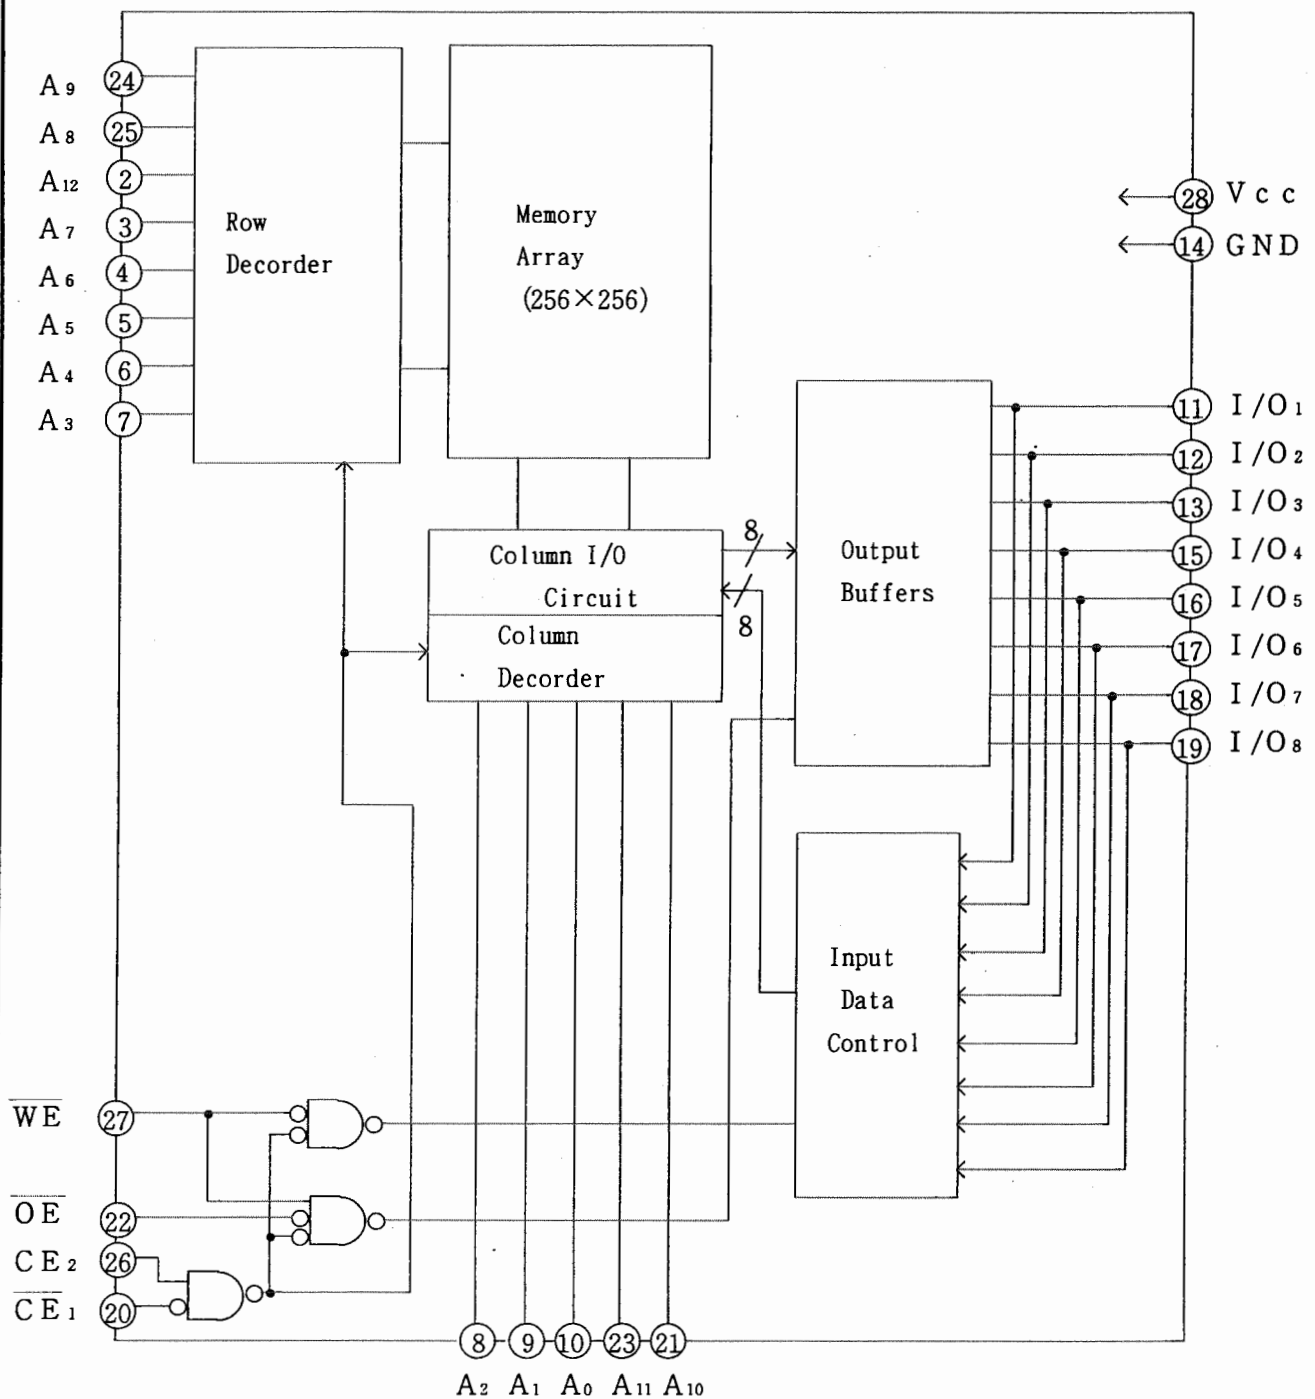 A9 24
A8 25
A12 2
A7 3
A6 4
A5 5
A4 6
A3 7
Row
Decorder
Memory
Array
(256×256)
28 Vcc
14 GND
11 I/O1
12 I/O2
13 I/O3
15 I/O4
16 I/O5
17 I/O6
18 I/O7
19 I/O8
Output
Buffers
8
8
Column I/O
Circuit
Column
Decorder
Input
Data
Control
W̅E̅ 27
O̅E̅ 22
CE2 26
C̅E̅1 20
8 9 10 23 21
A2 A1 A0 A11 A10